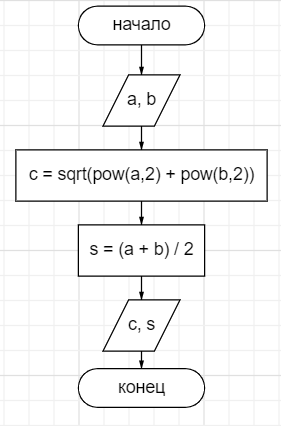 начало
a, b
c = sqrt(pow(a,2) + pow(b,2))
s = (a + b) / 2
c, s
конец